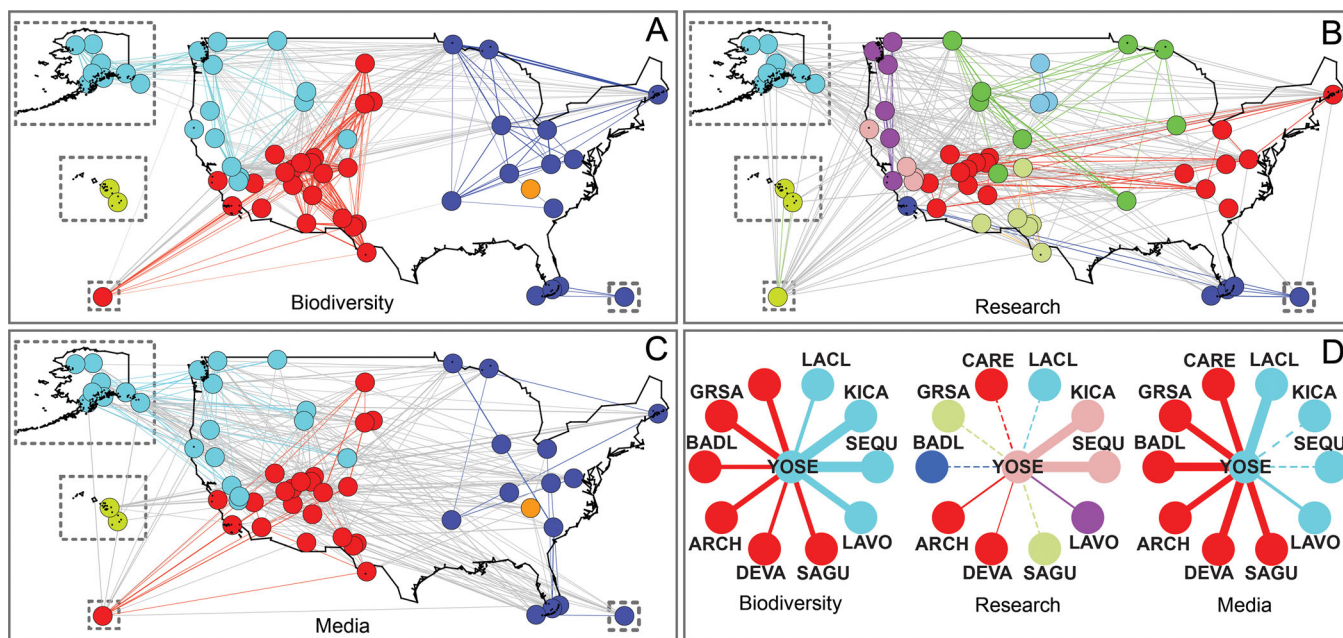 A
Biodiversity
B
Research
C
Media
D
LACL
GRSA
KICA
BADL
SEQU
YOSE
ARCH
LAVO
DEVA
SAGU
Biodiversity
CARE
LACL
GRSA
KICA
BADL
SEQU
YOSE
ARCH
LAVO
DEVA
SAGU
Research
CARE
LACL
GRSA
KICA
BADL
SEQU
YOSE
ARCH
LAVO
DEVA
SAGU
Media